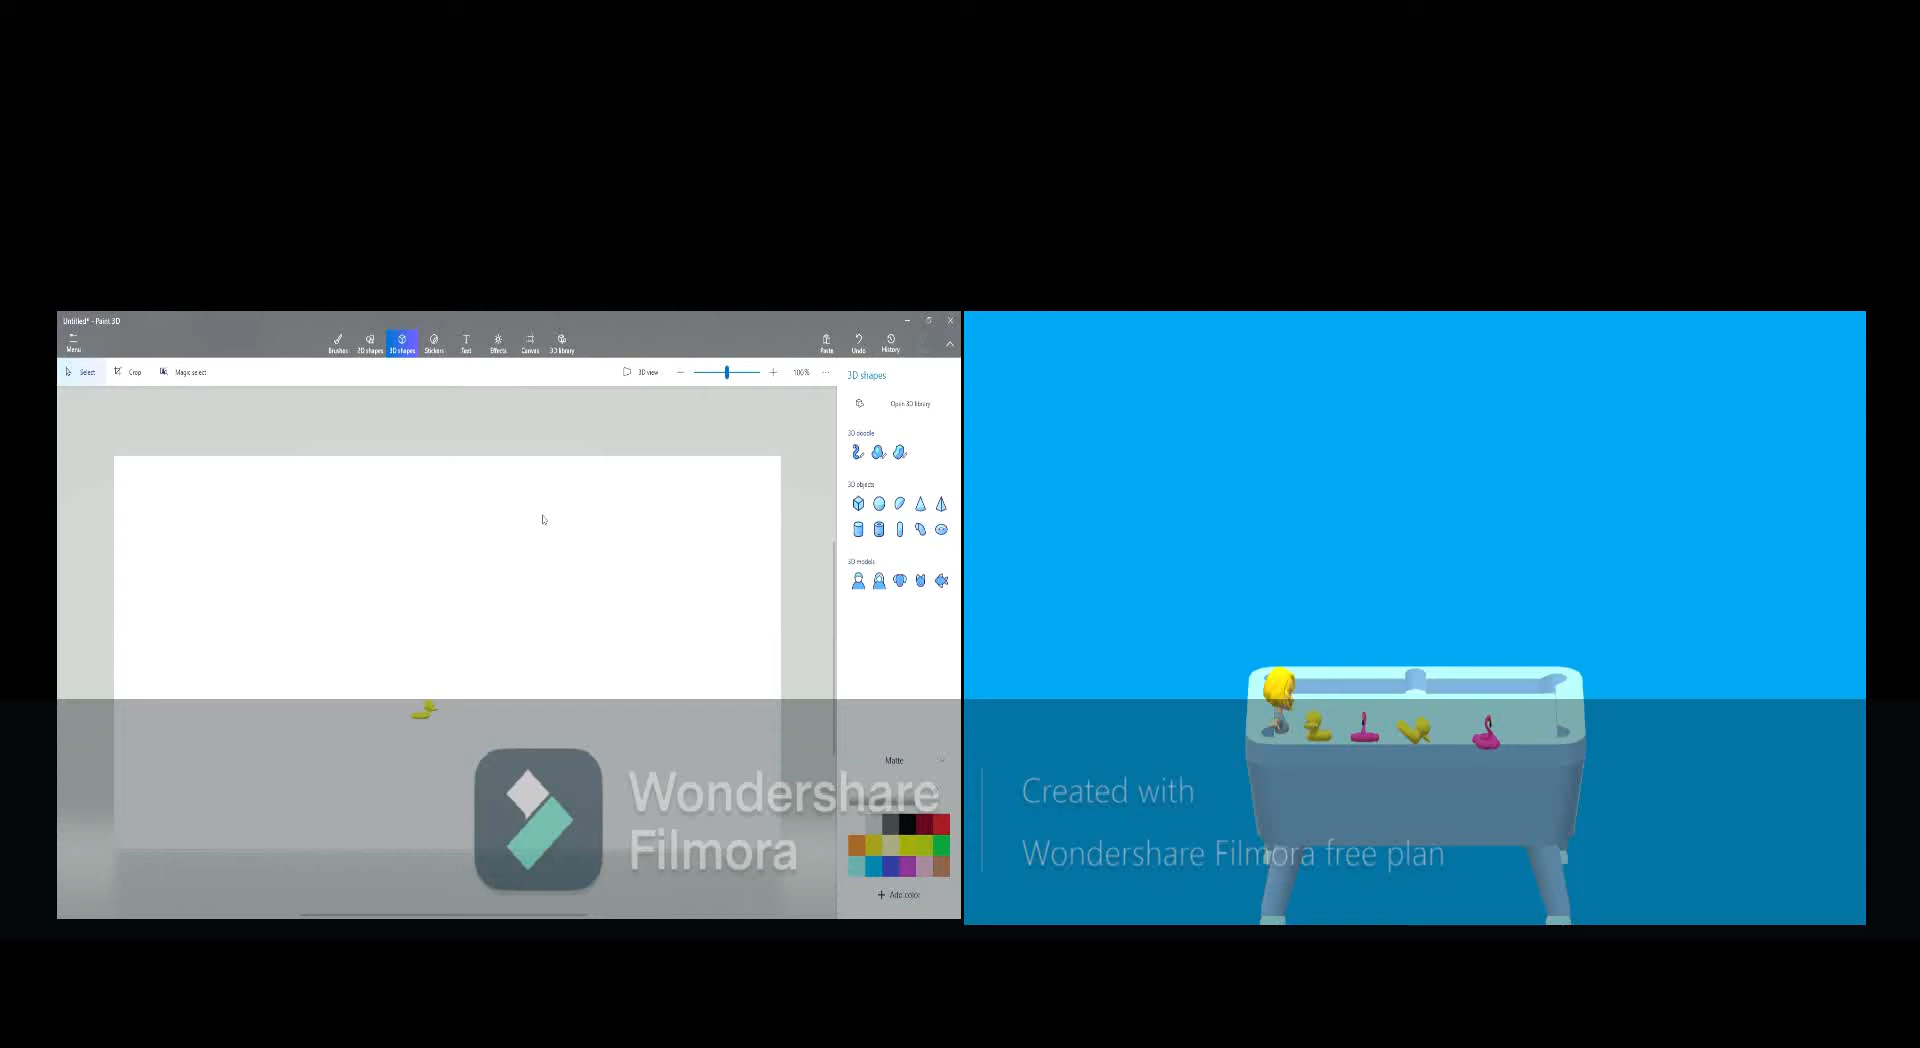 Untitled* - Paint 3D
Menu
Brushes
2D shapes
3D shapes
Stickers
Text
Effects
Canvas
3D library
Paste
Undo
History
Select
Crop
Magic select
3D view
100%
3D shapes
Open 3D library
3D doodle
3D objects
3D models
Matte
Add color
Wondershare
Filmora
Created with
Wondershare Filmora free plan